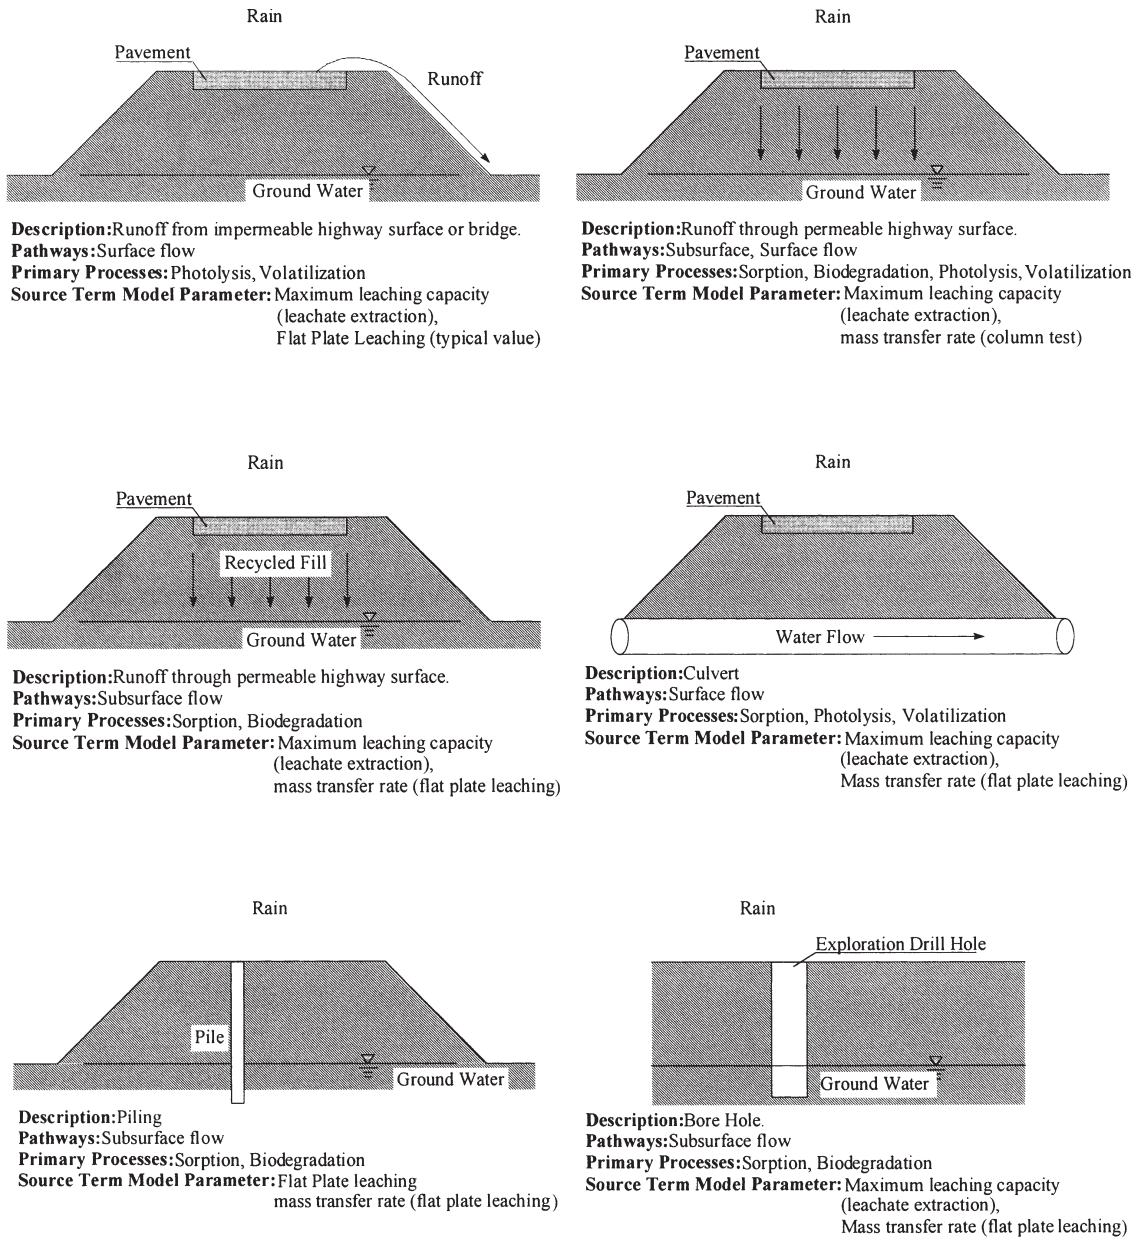 Rain
Pavement
Runoff
Ground Water
Description:Runoff from impermeable highway surface or bridge.
Pathways:Surface flow
Primary Processes:Photolysis, Volatilization
Source Term Model Parameter: Maximum leaching capacity
(leachate extraction),
Flat Plate Leaching (typical value)
Rain
Pavement
Ground Water
Description:Runoff through permeable highway surface.
Pathways:Subsurface, Surface flow
Primary Processes:Sorption, Biodegradation, Photolysis, Volatilization
Source Term Model Parameter: Maximum leaching capacity
(leachate extraction),
mass transfer rate (column test)
Rain
Pavement
Recycled Fill
Ground Water
Description:Runoff through permeable highway surface.
Pathways:Subsurface flow
Primary Processes:Sorption, Biodegradation
Source Term Model Parameter: Maximum leaching capacity
(leachate extraction),
mass transfer rate (flat plate leaching)
Rain
Pavement
Water Flow
Description:Culvert
Pathways:Surface flow
Primary Processes:Sorption, Photolysis, Volatilization
Source Term Model Parameter: Maximum leaching capacity
(leachate extraction),
Mass transfer rate (flat plate leaching)
Rain
Pile
Ground Water
Description:Piling
Pathways:Subsurface flow
Primary Processes:Sorption, Biodegradation
Source Term Model Parameter:Flat Plate leaching
mass transfer rate (flat plate leaching)
Rain
Exploration Drill Hole
Ground Water
Description:Bore Hole.
Pathways:Subsurface flow
Primary Processes:Sorption, Biodegradation
Source Term Model Parameter: Maximum leaching capacity
(leachate extraction),
Mass transfer rate (flat plate leaching)